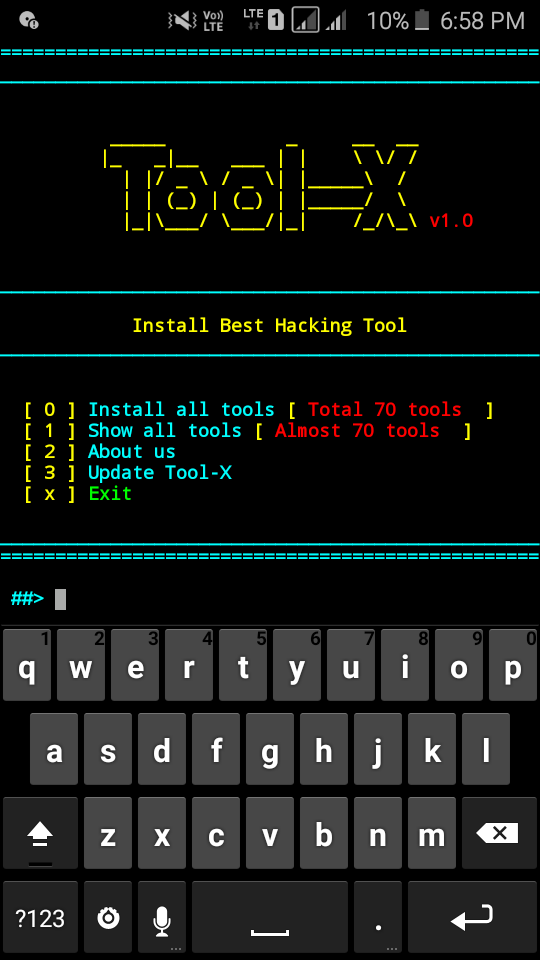 Vo)) LTE LTE 1 10% 6:58 PM
Tool-X v1.0
Install Best Hacking Tool
[ 0 ] Install all tools [ Total 70 tools ]
[ 1 ] Show all tools [ Almost 70 tools ]
[ 2 ] About us
[ 3 ] Update Tool-X
[ x ] Exit
##>
1 2 3 4 5 6 7 8 9 0
q w e r t y u i o p
a s d f g h j k l
z x c v b n m
?123 . ...